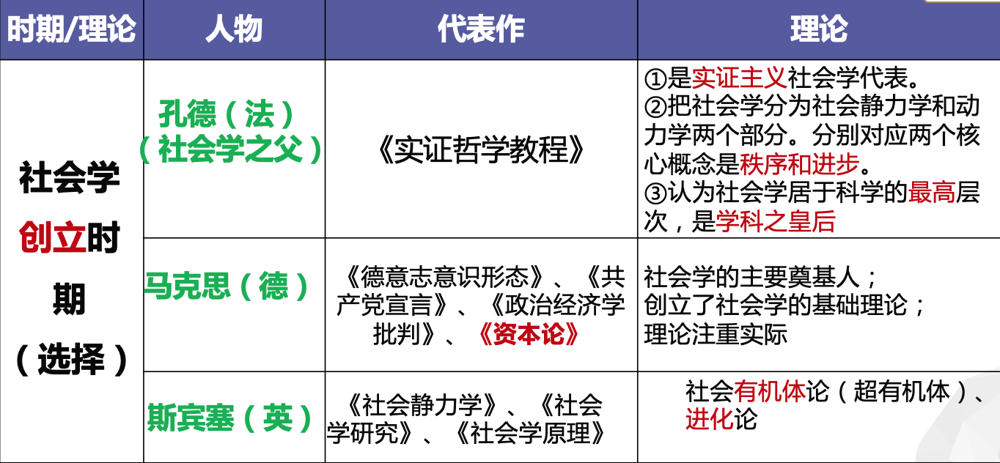 时期/理论
人物
代表作
理论
社会学
创立时
期
（选择）
孔德（法）
（社会学之父）
《实证哲学教程》
①是实证主义社会学代表。
②把社会学分为社会静力学和动
力学两个部分。分别对应两个核
心概念是秩序和进步。
③认为社会学居于科学的最高层
次，是学科之皇后
马克思（德）
《德意志意识形态》、《共
产党宣言》、《政治经济学
批判》、《资本论》
社会学的主要奠基人；
创立了社会学的基础理论；
理论注重实际
斯宾塞（英）
《社会静力学》、《社会
学研究》、《社会学原理》
社会有机体论（超有机体）、
进化论